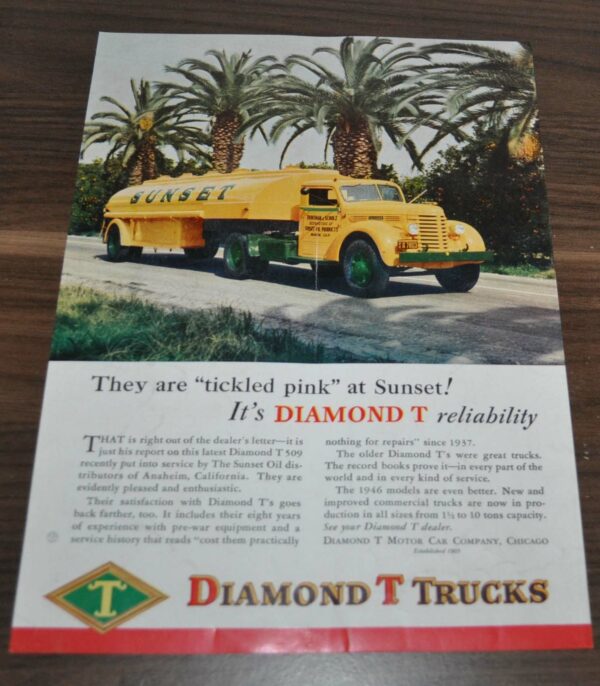 SUNSET
They are "tickled pink" at Sunset!
It's DIAMOND T reliability
THAT is right out of the dealer's letter—it is
just his report on this latest Diamond T 509
recently put into service by The Sunset Oil dis-
tributors of Anaheim, California. They are
evidently pleased and enthusiastic.
Their satisfaction with Diamond T's goes
back farther, too. It includes their eight years
of experience with pre-war equipment and a
service history that reads "cost them practically
nothing for repairs" since 1937.
The older Diamond T's were great trucks.
The record books prove it—in every part of the
world and in every kind of service.
The 1946 models are even better. New and
improved commercial trucks are now in pro-
duction in all sizes from 1½ to 10 tons capacity.
See your Diamond T dealer.
DIAMOND T MOTOR CAR COMPANY, CHICAGO
Established 1905
T
DIAMOND T TRUCKS